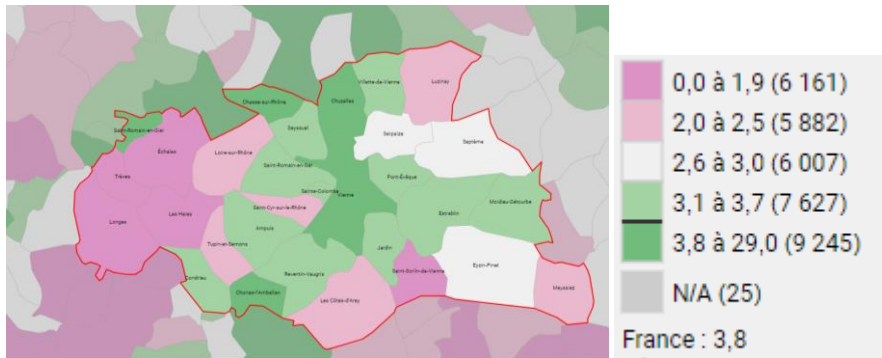 Villette-de-Vienne
Luzinay
Chasse-sur-Rhône
Chuzelles
Saint-Romain-en-Gier
Seyssuel
Serpaize
Septème
Échalas
Loire-sur-Rhône
Saint-Romain-en-Gal
Trèves
Pont-Évêque
Sainte-Colombe
Vienne
Les Haies
Saint-Cyr-sur-le-Rhône
Moidieu-Détourbe
Longes
Estrablin
Ampuis
Tupin-et-Semons
Jardin
Eyzin-Pinet
Condrieu
Reventin-Vaugris
Saint-Sorlin-de-Vienne
Chonas-l'Amballan
Les Côtes-d'Arey
Meyssiez
0,0 à 1,9 (6 161)
2,0 à 2,5 (5 882)
2,6 à 3,0 (6 007)
3,1 à 3,7 (7 627)
3,8 à 29,0 (9 245)
N/A (25)
France : 3,8